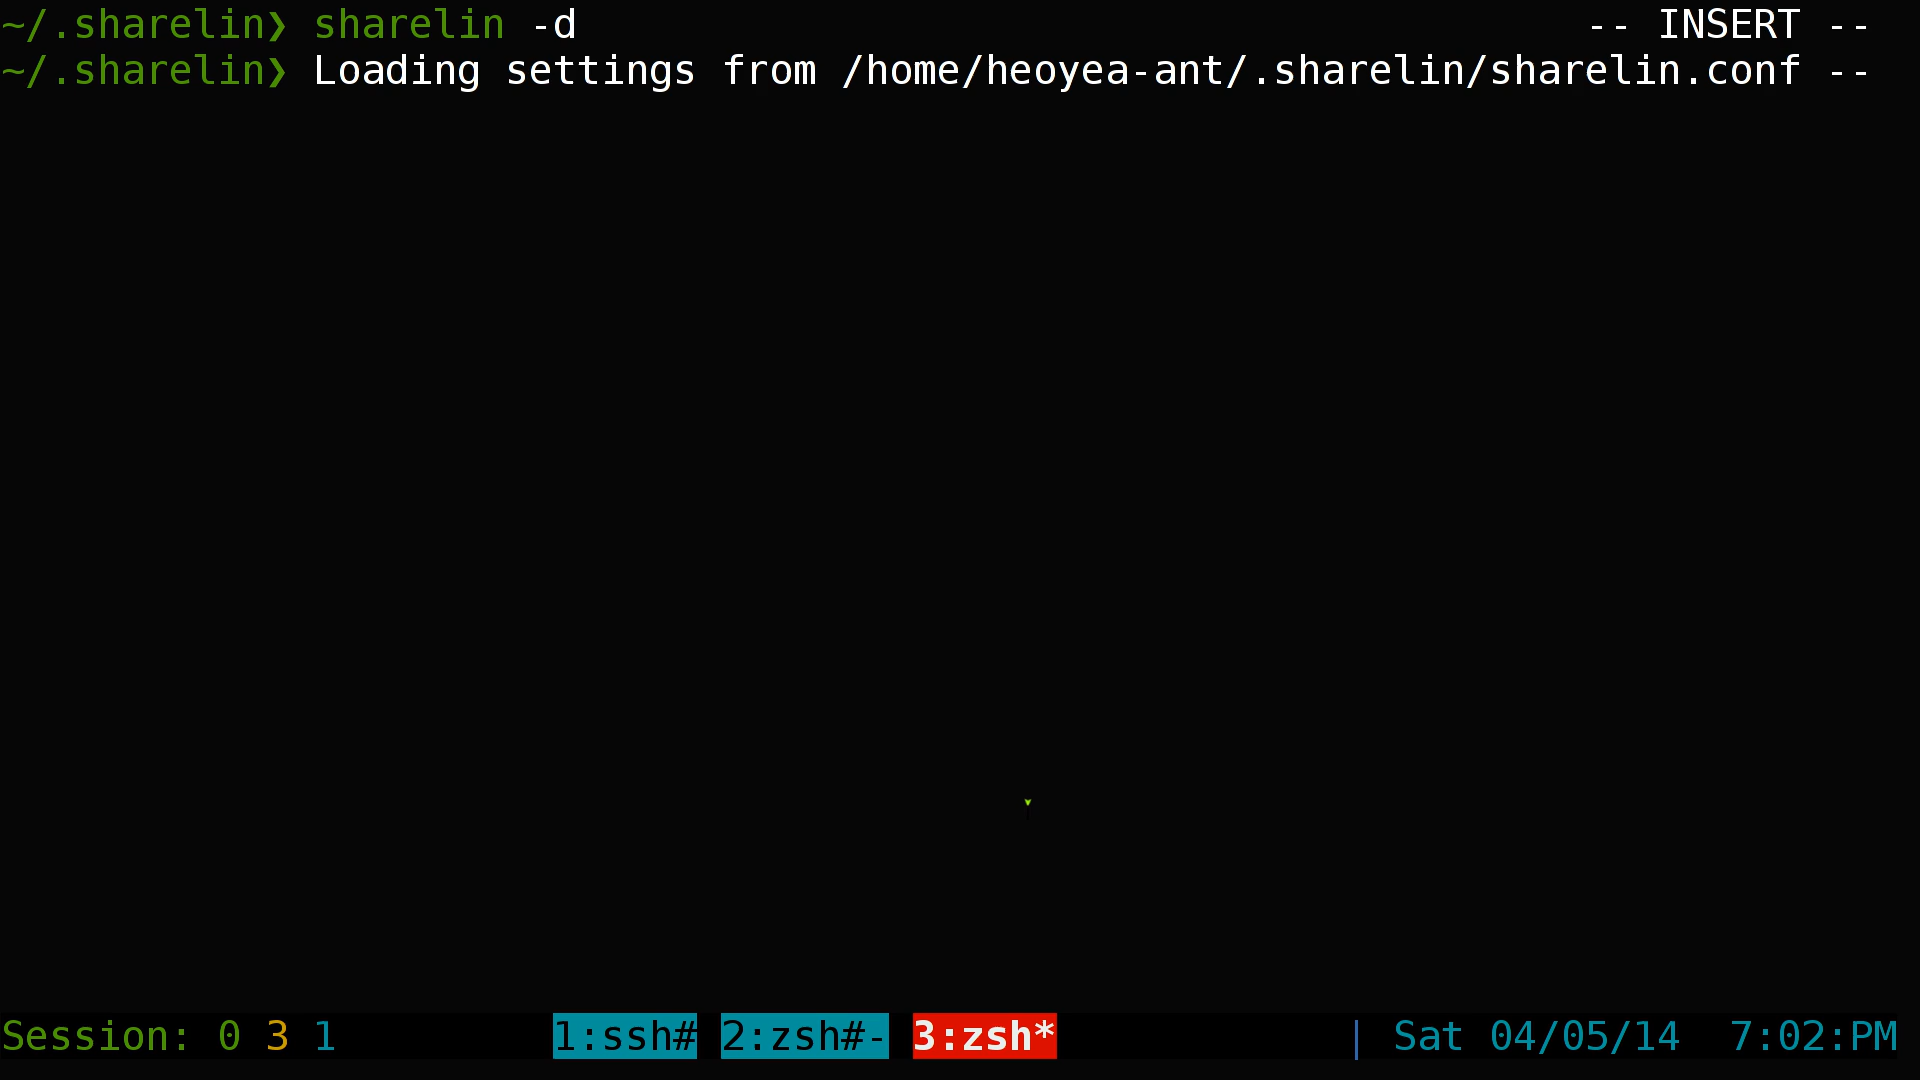 ~/.sharelin❯ sharelin -d -- INSERT --
~/.sharelin❯ Loading settings from /home/heoyea-ant/.sharelin/sharelin.conf --
Session: 0 3 1 1:ssh# 2:zsh#- 3:zsh* | Sat 04/05/14 7:02:PM